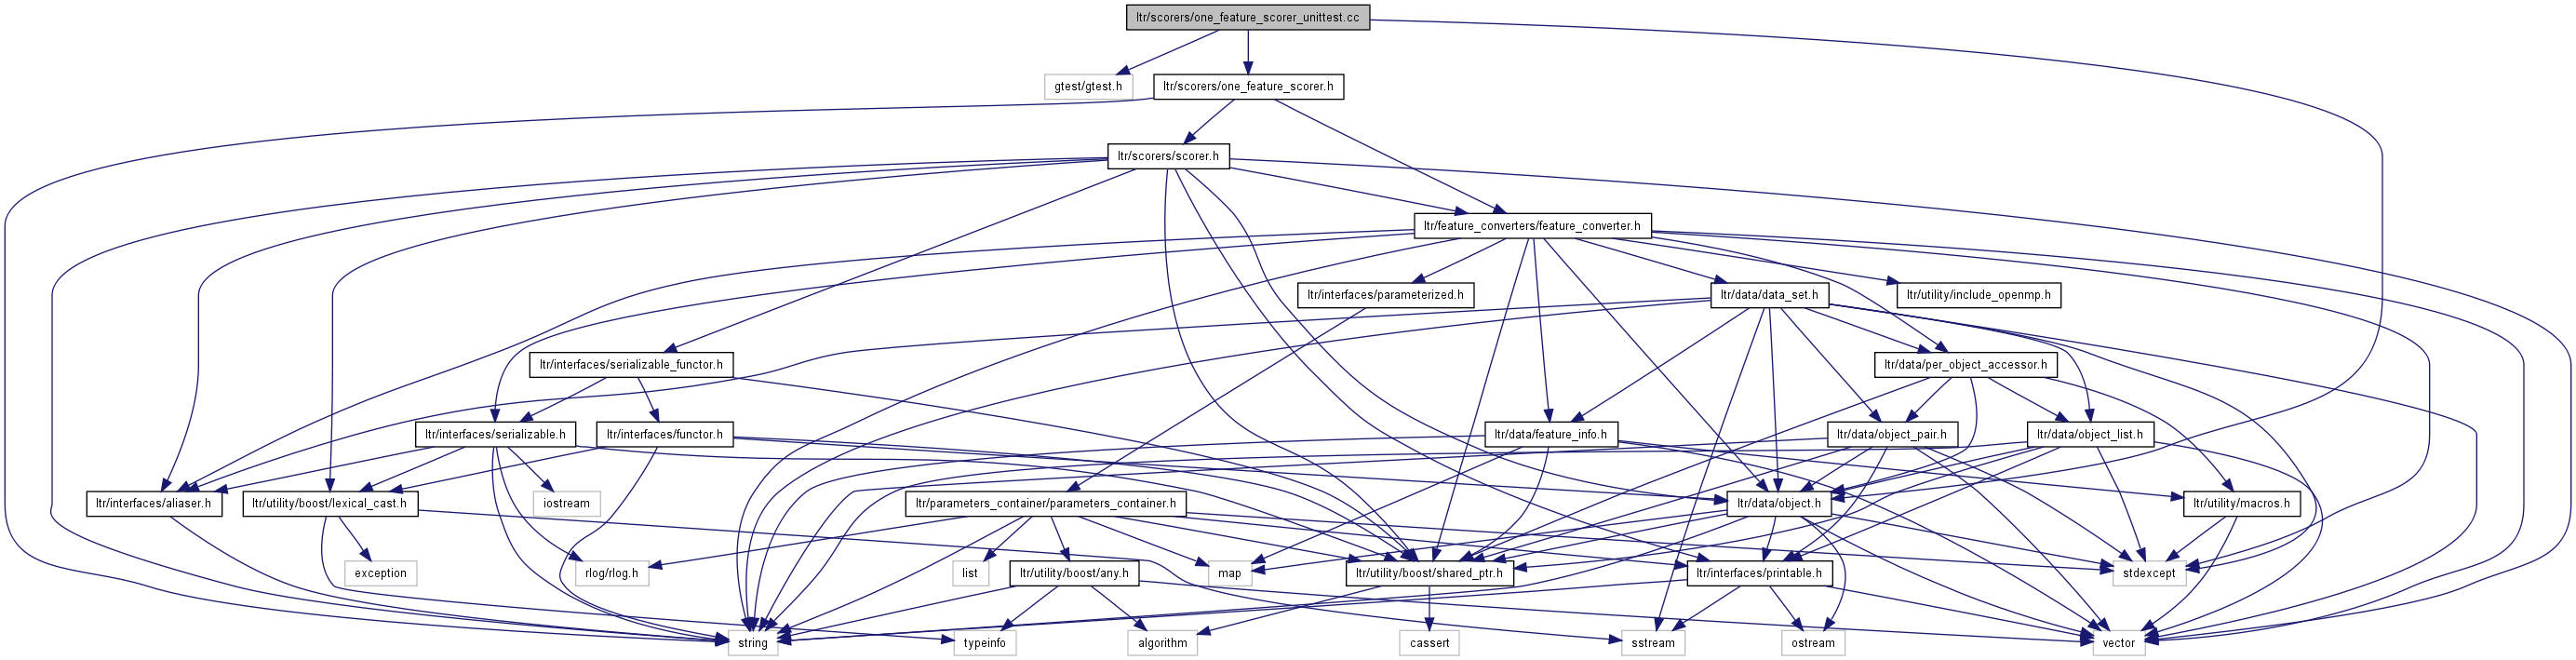 ltr/scorers/one_feature_scorer_unittest.cc
gtest/gtest.h
ltr/scorers/one_feature_scorer.h
ltr/scorers/scorer.h
ltr/feature_converters/feature_converter.h
ltr/interfaces/parameterized.h
ltr/data/data_set.h
ltr/utility/include_openmp.h
ltr/interfaces/serializable_functor.h
ltr/data/per_object_accessor.h
ltr/interfaces/serializable.h
ltr/interfaces/functor.h
ltr/data/feature_info.h
ltr/data/object_pair.h
ltr/data/object_list.h
ltr/interfaces/aliaser.h
ltr/utility/boost/lexical_cast.h
iostream
ltr/parameters_container/parameters_container.h
ltr/data/object.h
ltr/utility/macros.h
exception
rlog/rlog.h
list
ltr/utility/boost/any.h
map
ltr/utility/boost/shared_ptr.h
ltr/interfaces/printable.h
stdexcept
string
typeinfo
algorithm
cassert
sstream
ostream
vector